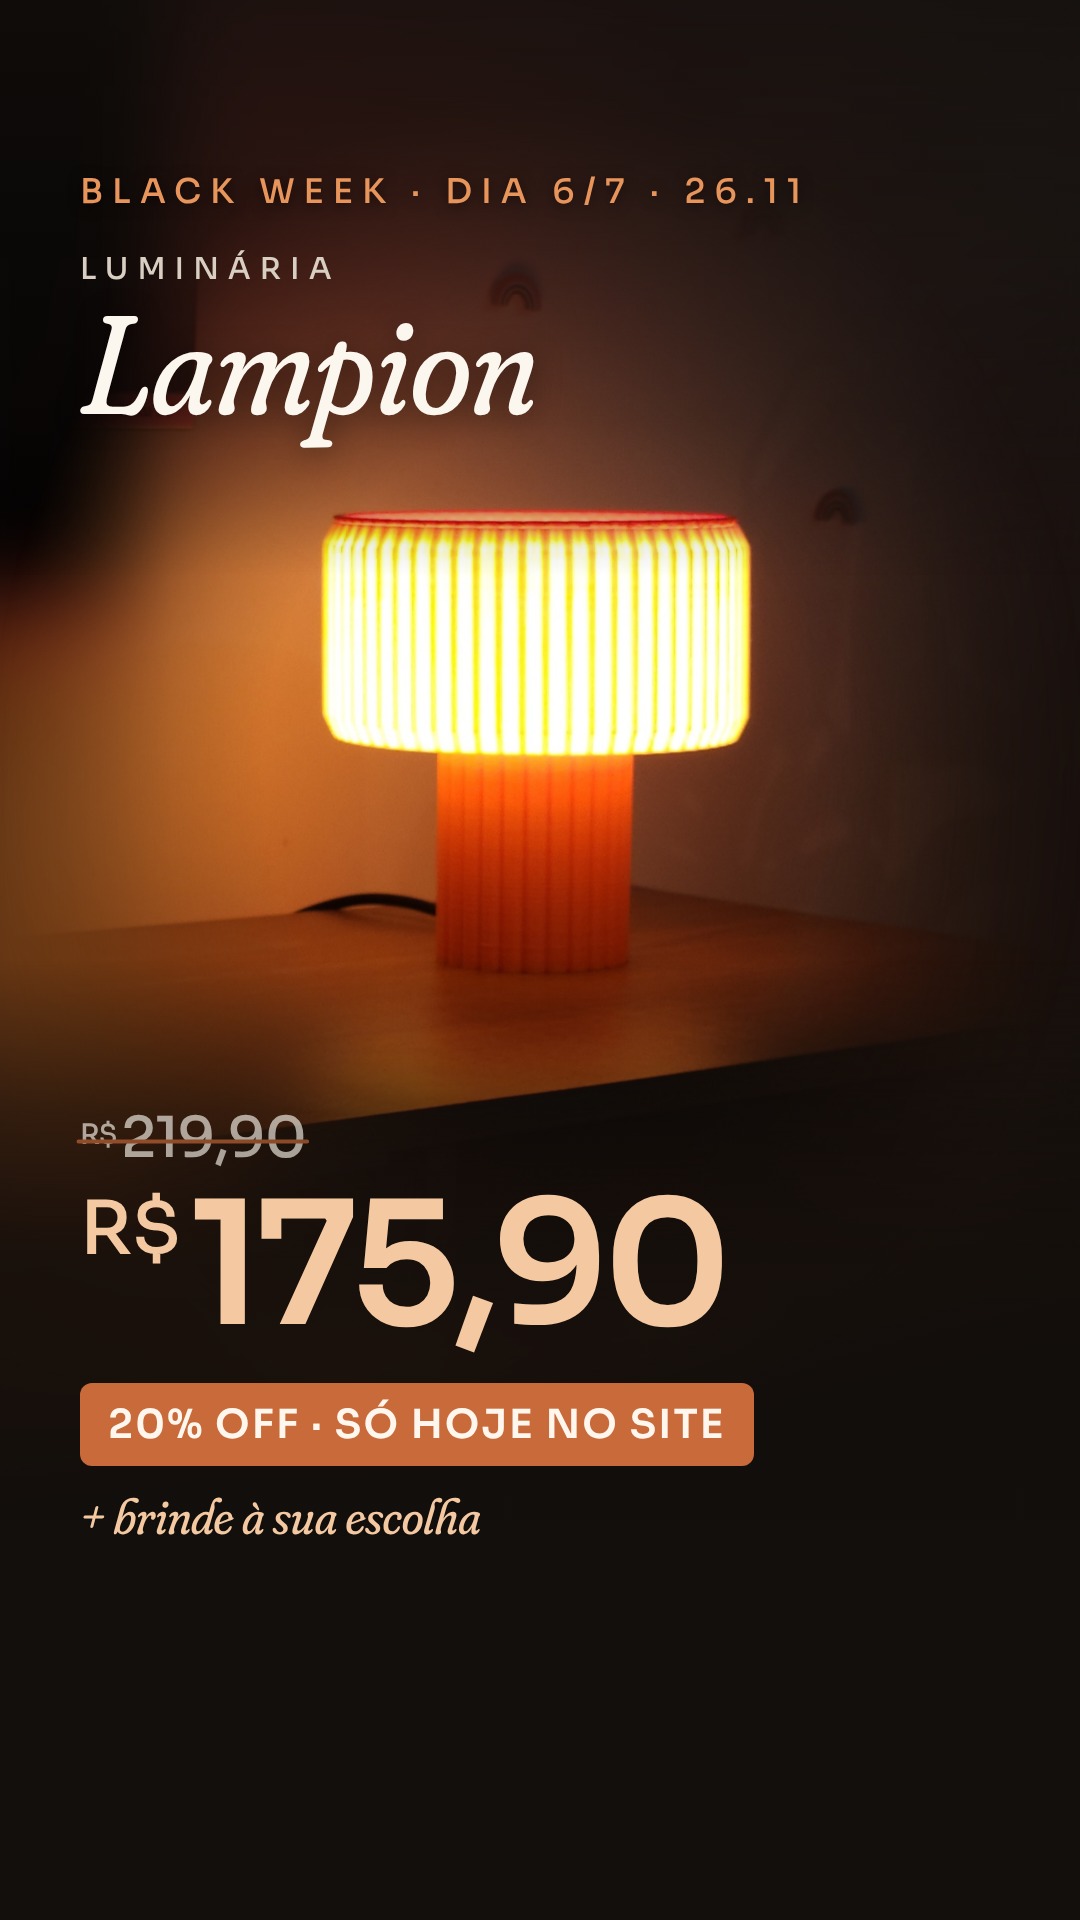 BLACK WEEK · DIA 6/7 · 26.11
LUMINÁRIA
Lampion
R$ 219,90
R$ 175,90
20% OFF · SÓ HOJE NO SITE
+ brinde à sua escolha